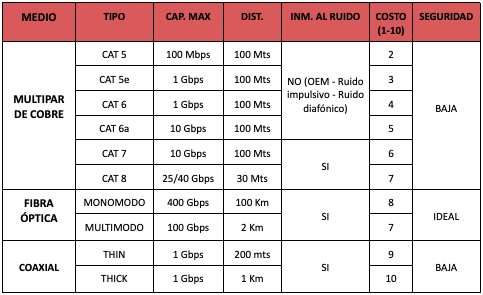 MEDIO TIPO CAP. MAX DIST. INM. AL RUIDO COSTO (1-10) SEGURIDAD
MULTIPAR DE COBRE
CAT 5 100 Mbps 100 Mts 2
CAT 5e 1 Gbps 100 Mts 3
CAT 6 1 Gbps 100 Mts 4
CAT 6a 10 Gbps 100 Mts 5
NO (OEM - Ruido
impulsivo - Ruido
diafónico)
BAJA
CAT 7 10 Gbps 100 Mts 6
CAT 8 25/40 Gbps 30 Mts 7
SI
FIBRA ÓPTICA
MONOMODO 400 Gbps 100 Km 8
MULTIMODO 100 Gbps 2 Km 7
SI IDEAL
COAXIAL
THIN 1 Gbps 200 mts 9
THICK 1 Gbps 1 Km 10
SI BAJA